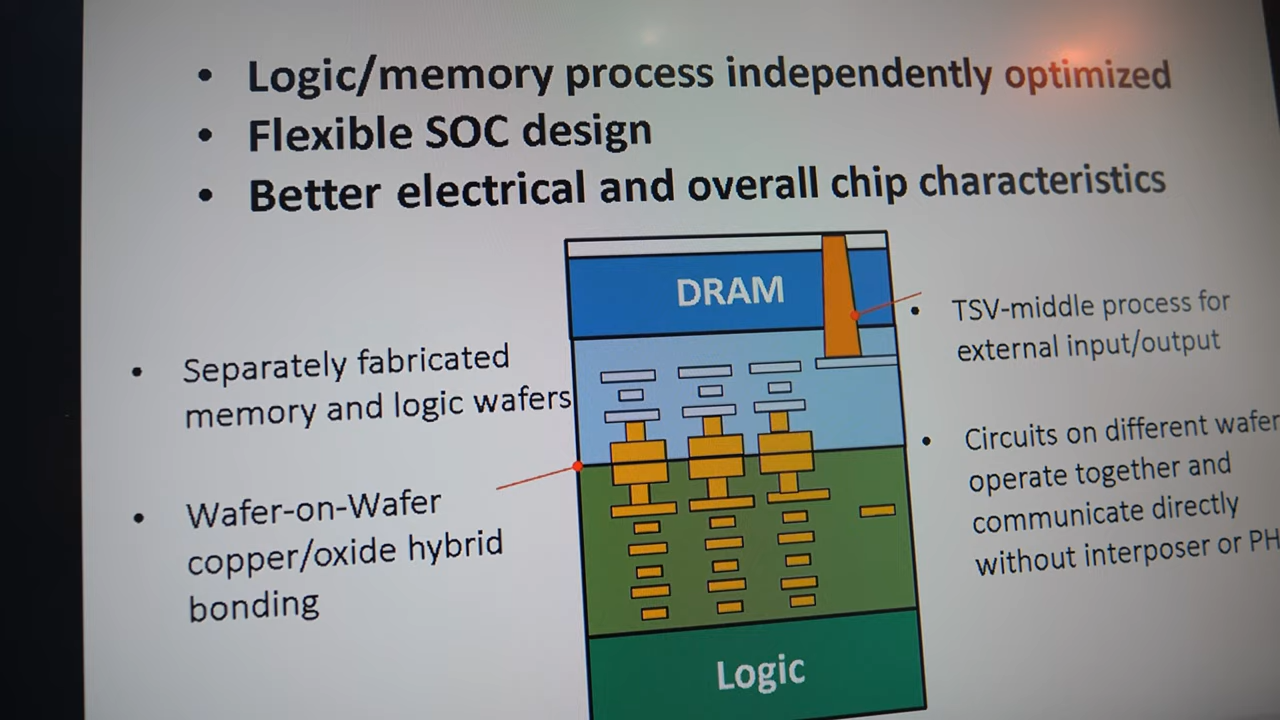 • Logic/memory process independently optimized
• Flexible SOC design
• Better electrical and overall chip characteristics
DRAM
• TSV-middle process for
external input/output
• Separately fabricated
memory and logic wafers
• Circuits on different wafer
operate together and
communicate directly
without interposer or PH
• Wafer-on-Wafer
copper/oxide hybrid
bonding
Logic